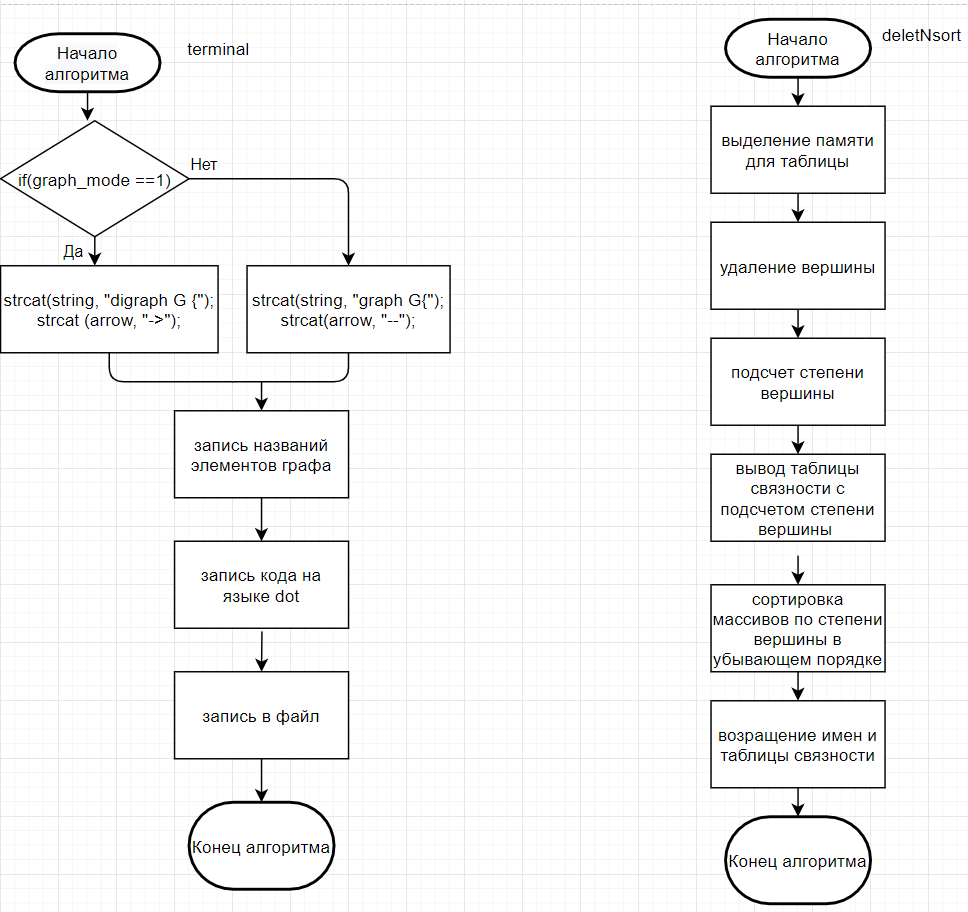 Начало
алгоритма
terminal
if(graph_mode ==1)
Нет
Да
strcat(string, "digraph G {");
strcat (arrow, "->");
strcat(string, "graph G{");
strcat(arrow, "--");
запись названий
элементов графа
запись кода на
языке dot
запись в файл
Конец алгоритма
Начало
алгоритма
deletNsort
выделение памяти
для таблицы
удаление вершины
подсчет степени
вершины
вывод таблицы
связности с
подсчетом степени
вершины
сортировка
массивов по степени
вершины в
убывающем порядке
возращение имен и
таблицы связности
Конец алгоритма